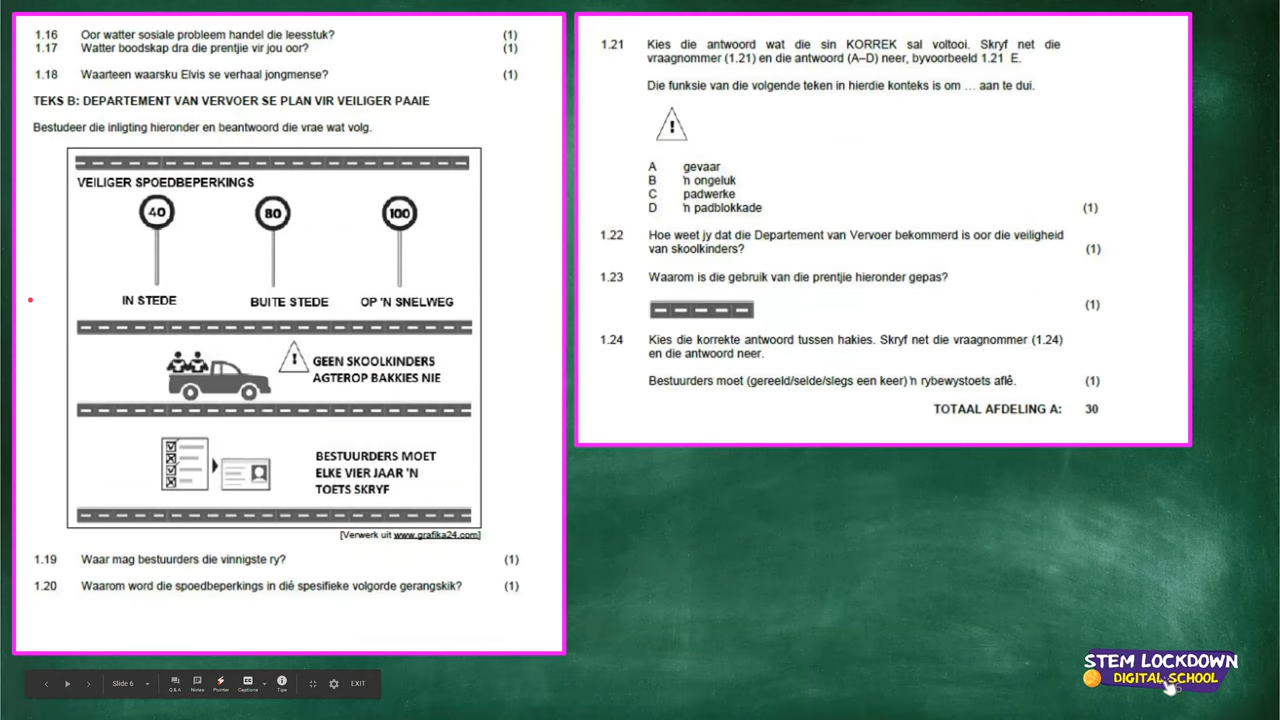 1.16 Oor watter sosiale probleem handel die leesstuk? (1)
1.17 Watter boodskap dra die prentjie vir jou oor? (1)
1.18 Waarteen waarsku Elvis se verhaal jongmense? (1)
TEKS B: DEPARTEMENT VAN VERVOER SE PLAN VIR VEILIGER PAAIE
Bestudeer die inligting hieronder en beantwoord die vrae wat volg.
VEILIGER SPOEDBEPERKINGS
40 80 100
IN STEDE BUITE STEDE OP 'N SNELWEG
! GEEN SKOOLKINDERS
AGTEROP BAKKIES NIE
BESTUURDERS MOET
ELKE VIER JAAR 'N
TOETS SKRYF
[Verwerk uit www.grafika24.com]
1.19 Waar mag bestuurders die vinnigste ry? (1)
1.20 Waarom word die spoedbeperkings in dié spesifieke volgorde gerangskik? (1)
1.21 Kies die antwoord wat die sin KORREK sal voltooi. Skryf net die
vraagnommer (1.21) en die antwoord (A–D) neer, byvoorbeeld 1.21 E.
Die funksie van die volgende teken in hierdie konteks is om … aan te dui.
!
A gevaar
B 'n ongeluk
C padwerke
D 'n padblokkade (1)
1.22 Hoe weet jy dat die Departement van Vervoer bekommerd is oor die veiligheid
van skoolkinders? (1)
1.23 Waarom is die gebruik van die prentjie hieronder gepas?
(1)
1.24 Kies die korrekte antwoord tussen hakies. Skryf net die vraagnommer (1.24)
en die antwoord neer.
Bestuurders moet (gereeld/selde/slegs een keer) 'n rybewystoets aflê. (1)
TOTAAL AFDELING A: 30
Slide 6 Q&A Notes Pointer Captions Tips EXIT
STEM LOCKDOWN
DIGITAL SCHOOL